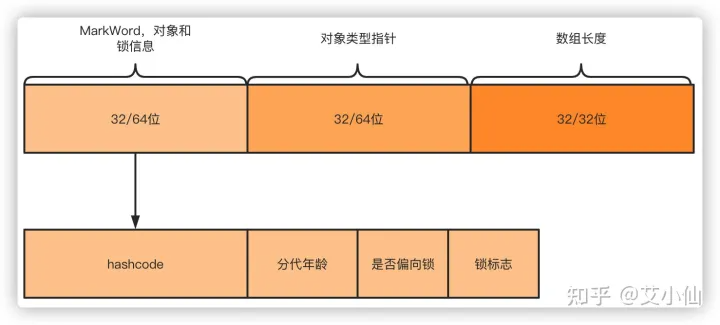 MarkWord，对象和
锁信息
对象类型指针
数组长度
32/64位
32/64位
32/32位
hashcode
分代年龄
是否偏向锁
锁标志
知乎 @艾小仙